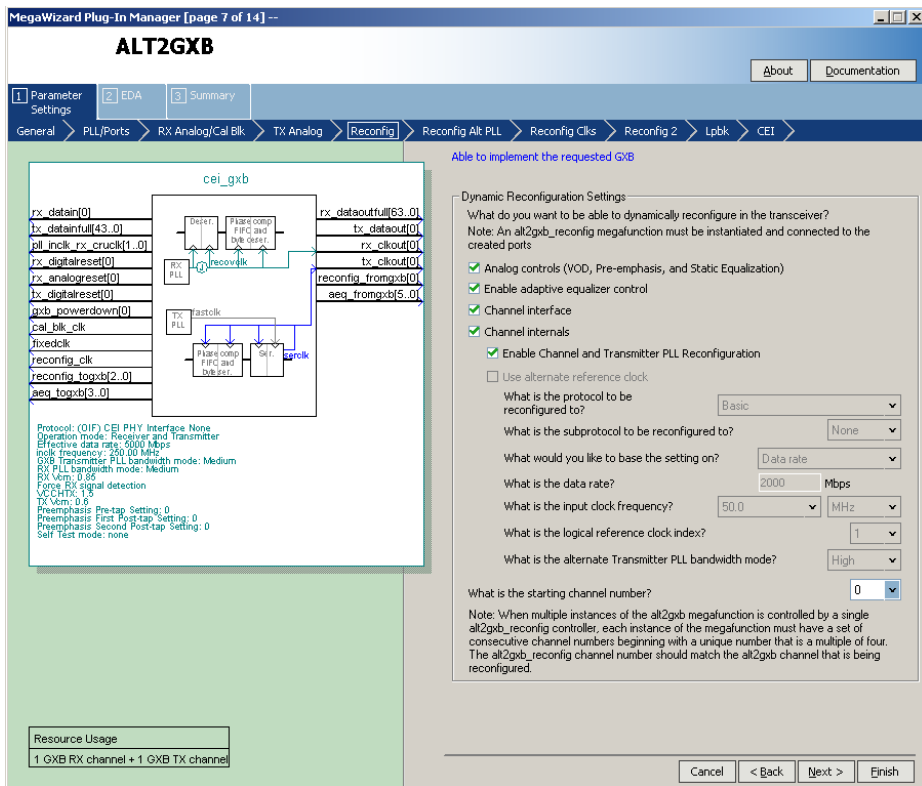 MegaWizard Plug-In Manager [page 7 of 14] --
ALT2GXB
About
Documentation
1 Parameter Settings
2 EDA
3 Summary
General
PLL/Ports
RX Analog/Cal Blk
TX Analog
Reconfig
Reconfig Alt PLL
Reconfig Clks
Reconfig 2
Lpbk
CEI
cei_gxb
rx_datain[0]
tx_datainfull[43..0]
pll_inclk_rx_cruclk[1..0]
rx_digitalreset[0]
rx_analogreset[0]
tx_digitalreset[0]
gxb_powerdown[0]
cal_blk_clk
fixedclk
reconfig_clk
reconfig_togxb[2..0]
aeq_togxb[3..0]
rx_dataoutfull[63..0]
tx_dataout[0]
rx_clkout[0]
tx_clkout[0]
reconfig_fromgxb[0]
aeq_fromgxb[5..0]
Deser.
Phase comp
FIFO and
byte deser.
RX
PLL
recovclk
TX
PLL
fastclk
Phase comp
FIFO and
byte ser.
Ser.
serclk
Protocol: (OIF) CEI PHY Interface None
Operation mode: Receiver and Transmitter
Effective data rate: 5000 Mbps
inclk frequency: 250.00 MHz
GXB Transmitter PLL bandwidth mode: Medium
RX PLL bandwidth mode: Medium
RX Vcm: 0.85
Force RX signal detection
VCCHTX: 1.5
TX Vcm: 0.6
Preemphasis Pre-tap Setting: 0
Preemphasis First Post-tap Setting: 0
Preemphasis Second Post-tap Setting: 0
Self Test mode: none
Resource Usage
1 GXB RX channel + 1 GXB TX channel
Able to implement the requested GXB
Dynamic Reconfiguration Settings
What do you want to be able to dynamically reconfigure in the transceiver?
Note: An alt2gxb_reconfig megafunction must be instantiated and connected to the
created ports
Analog controls (VOD, Pre-emphasis, and Static Equalization)
Enable adaptive equalizer control
Channel interface
Channel internals
Enable Channel and Transmitter PLL Reconfiguration
Use alternate reference clock
What is the protocol to be
reconfigured to?
Basic
What is the subprotocol to be reconfigured to?
None
What would you like to base the setting on?
Data rate
What is the data rate?
2000
Mbps
What is the input clock frequency?
50.0
MHz
What is the logical reference clock index?
1
What is the alternate Transmitter PLL bandwidth mode?
High
What is the starting channel number?
0
Note: When multiple instances of the alt2gxb megafunction is controlled by a single
alt2gxb_reconfig controller, each instance of the megafunction must have a set of
consecutive channel numbers beginning with a unique number that is a multiple of four.
The alt2gxb_reconfig channel number should match the alt2gxb channel that is being
reconfigured.
Cancel
< Back
Next >
Finish